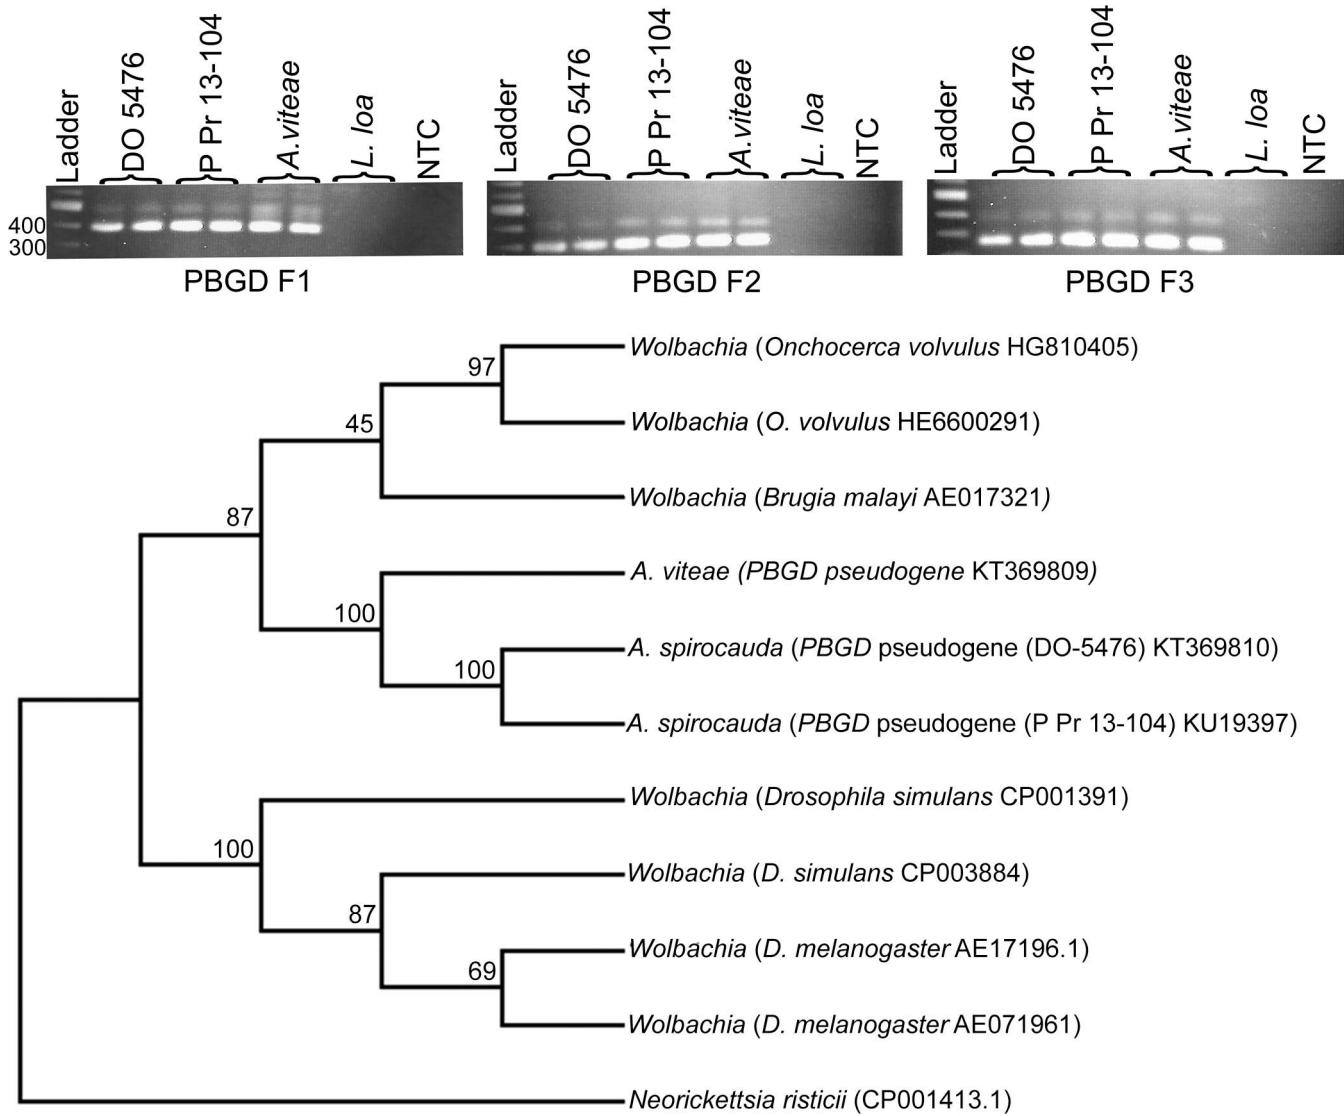 Ladder DO 5476 P Pr 13-104 A.viteae L. loa NTC
Ladder DO 5476 P Pr 13-104 A.viteae L. loa NTC
Ladder DO 5476 P Pr 13-104 A.viteae L. loa NTC
400
300
PBGD F1 PBGD F2 PBGD F3
Wolbachia (Onchocerca volvulus HG810405)
97
Wolbachia (O. volvulus HE6600291)
45
Wolbachia (Brugia malayi AE017321)
87
A. viteae (PBGD pseudogene KT369809)
100
A. spirocauda (PBGD pseudogene (DO-5476) KT369810)
100
A. spirocauda (PBGD pseudogene (P Pr 13-104) KU19397)
Wolbachia (Drosophila simulans CP001391)
100
Wolbachia (D. simulans CP003884)
87
Wolbachia (D. melanogaster AE17196.1)
69
Wolbachia (D. melanogaster AE071961)
Neorickettsia risticii (CP001413.1)